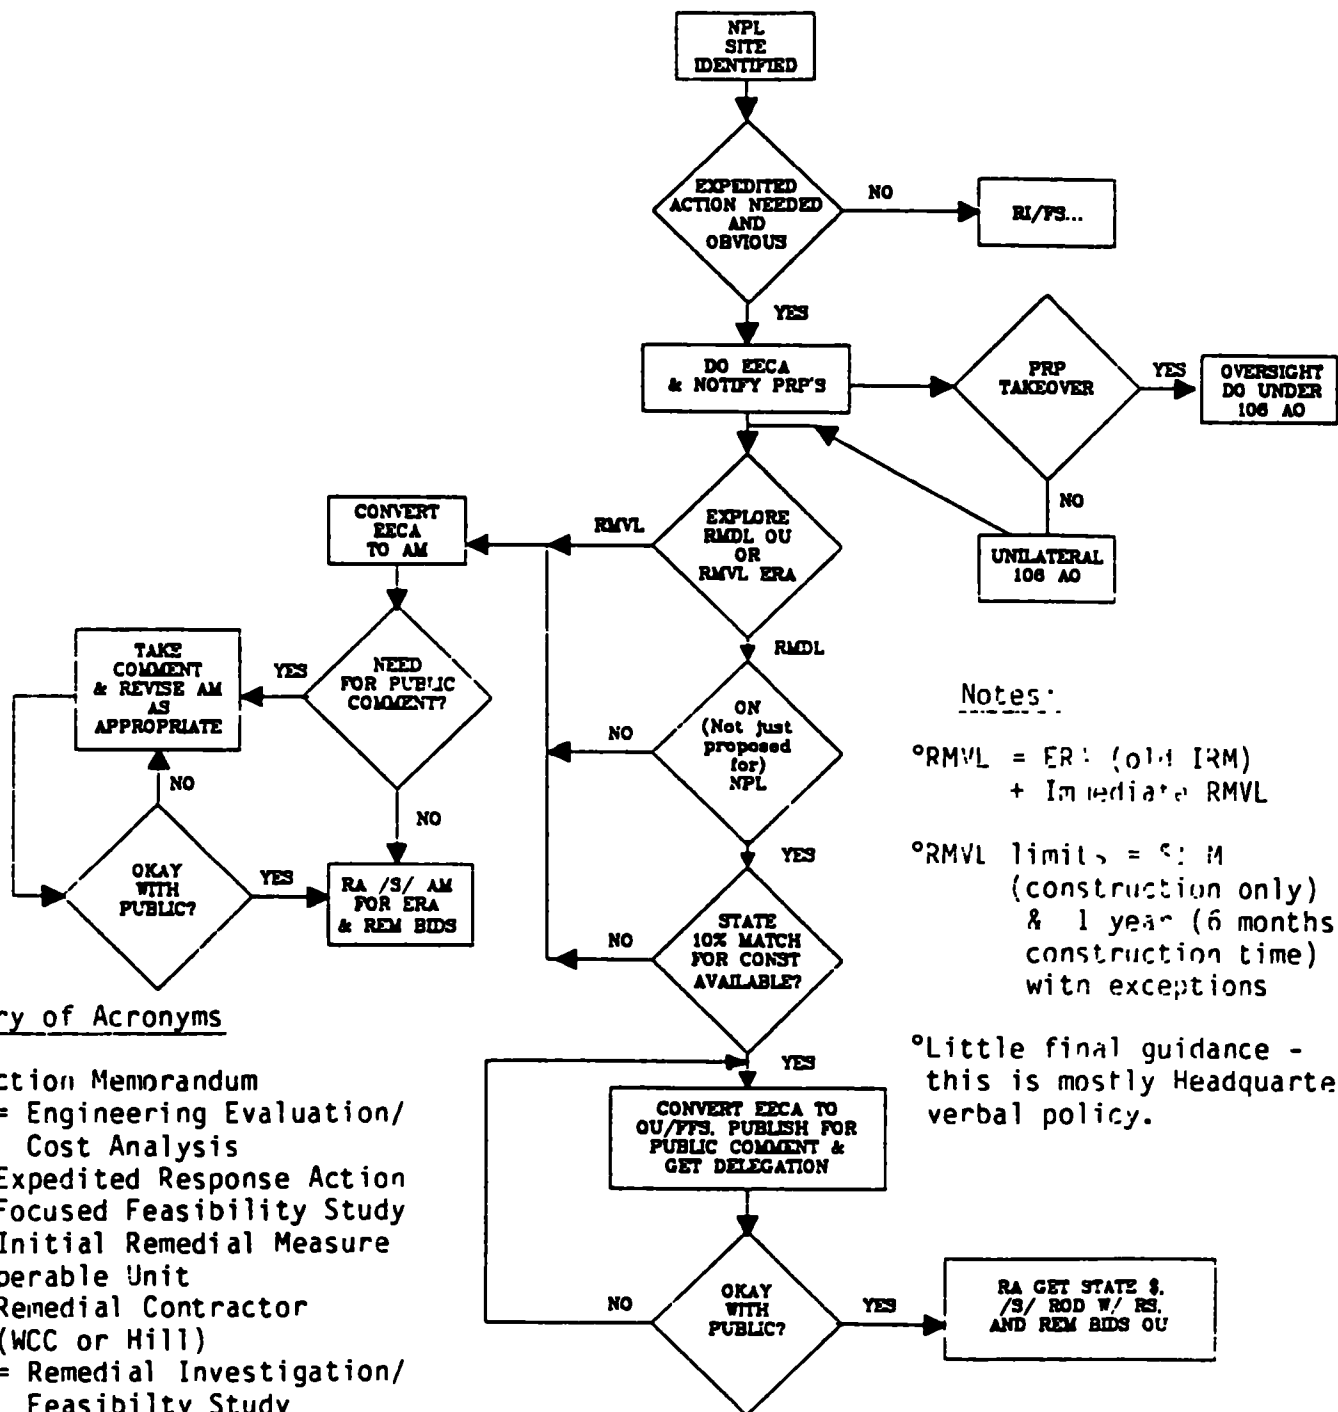 NPL
SITE
IDENTIFIED
EXPEDITED
ACTION NEEDED
AND
OBVIOUS
NO
RI/FS...
YES
DO EECA
& NOTIFY PRP'S
PRP
TAKEOVER
YES
OVERSIGHT
DO UNDER
106 AO
NO
UNILATERAL
106 AO
EXPLORE
RMDL OU
OR
RMVL ERA
RMVL
CONVERT
EECA
TO AM
RMDL
NEED
FOR PUBLIC
COMMENT?
YES
TAKE
COMMENT
& REVISE AM
AS
APPROPRIATE
NO
NO
OKAY
WITH
PUBLIC?
YES
RA /S/ AM
FOR ERA
& REM BIDS
ON
(Not just
proposed
for)
NPL
NO
YES
STATE
10% MATCH
FOR CONST
AVAILABLE?
NO
YES
CONVERT EECA TO
OU/FFS, PUBLISH FOR
PUBLIC COMMENT &
GET DELEGATION
OKAY
WITH
PUBLIC?
NO
YES
RA GET STATE $,
/S/ ROD W/ RS,
AND REM BIDS OU
Notes:
°RMVL = (old IRM)
+ Immediate RMVL
°RMVL limits =
(construction only)
& 1 year (6 months
construction time)
with exceptions
°Little final guidance -
this is mostly Headquarte
verbal policy.
ry of Acronyms
ction Memorandum
= Engineering Evaluation/
Cost Analysis
Expedited Response Action
Focused Feasibility Study
Initial Remedial Measure
perable Unit
Remedial Contractor
(WCC or Hill)
= Remedial Investigation/
Feasibilty Study